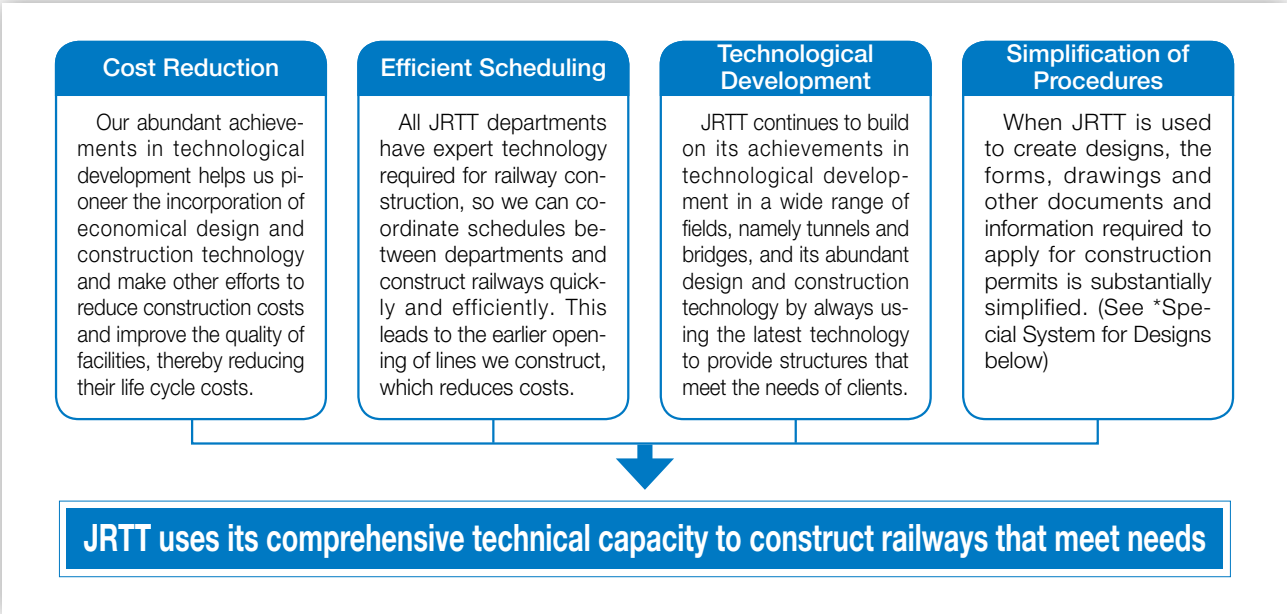 Cost Reduction
Our abundant achieve-
ments in technological
development helps us pi-
oneer the incorporation of
economical design and
construction technology
and make other efforts to
reduce construction costs
and improve the quality of
facilities, thereby reducing
their life cycle costs.
Efficient Scheduling
All JRTT departments
have expert technology
required for railway con-
struction, so we can co-
ordinate schedules be-
tween departments and
construct railways quick-
ly and efficiently. This
leads to the earlier open-
ing of lines we construct,
which reduces costs.
Technological
Development
JRTT continues to build
on its achievements in
technological develop-
ment in a wide range of
fields, namely tunnels and
bridges, and its abundant
design and construction
technology by always us-
ing the latest technology
to provide structures that
meet the needs of clients.
Simplification of
Procedures
When JRTT is used
to create designs, the
forms, drawings and
other documents and
information required to
apply for construction
permits is substantially
simplified. (See *Spe-
cial System for Designs
below)
JRTT uses its comprehensive technical capacity to construct railways that meet needs